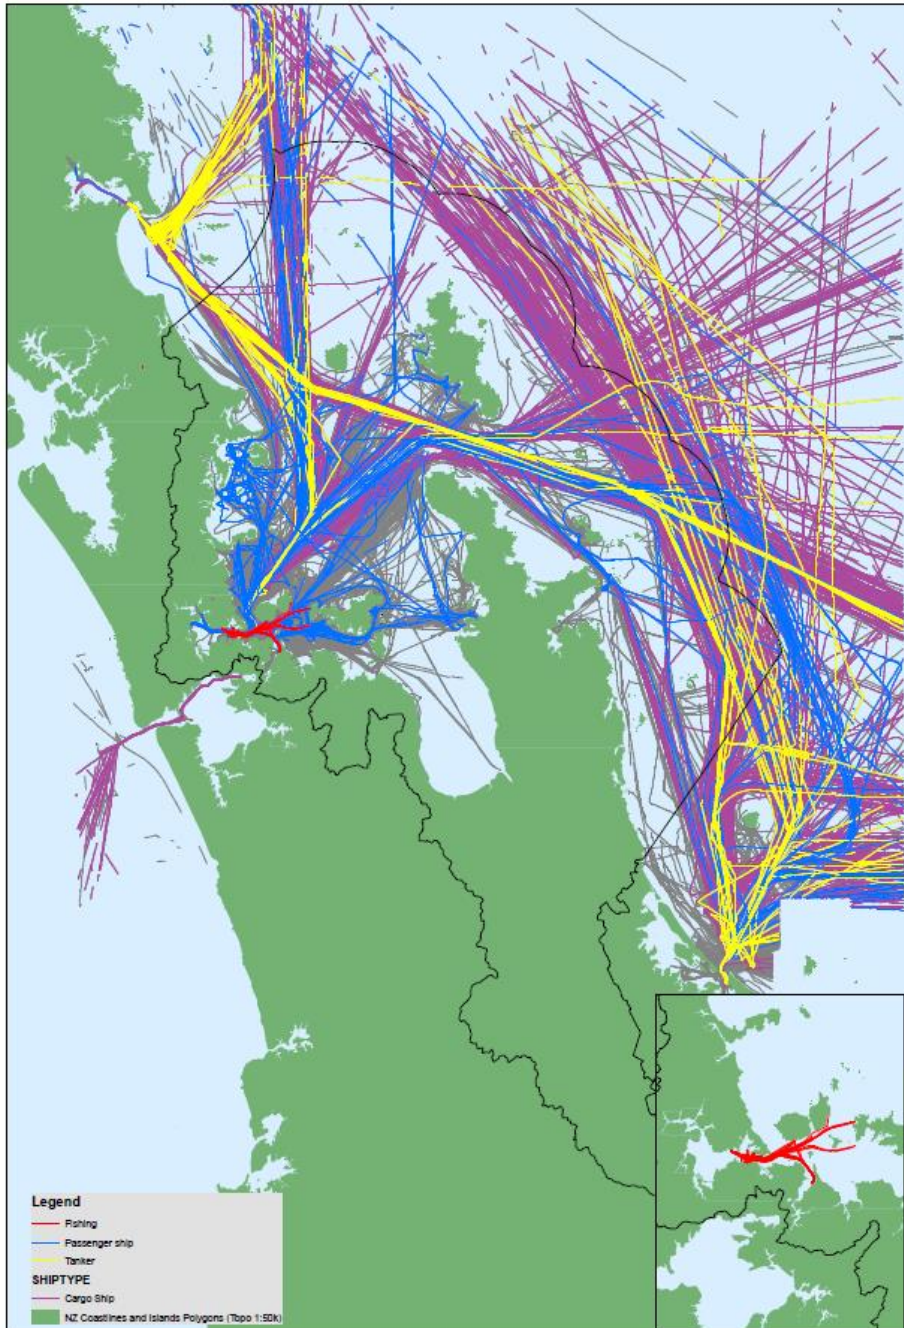 Legend
Fishing
Passenger ship
Tanker
SHIPTYPE
Cargo Ship
NZ Coastlines and Islands Polygons (Topo 1:50k)